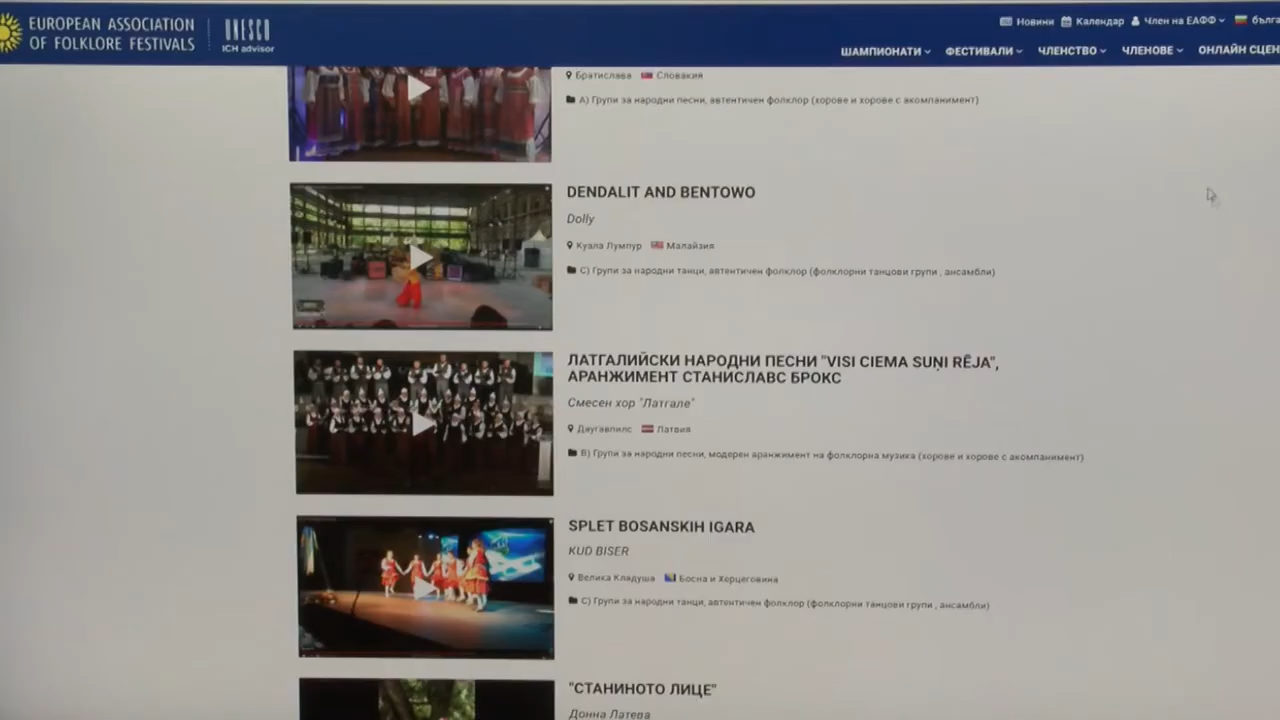 EUROPEAN ASSOCIATION
OF FOLKLORE FESTIVALS
UNESCO
ICH advisor
Новини Календар Член на ЕАФФ
ШАМПИОНАТИ ФЕСТИВАЛИ ЧЛЕНСТВО ЧЛЕНОВЕ ОНЛАЙН
Братислава Словакия
A) Групи за народни песни, автентичен фолклор (хорове и хорове с акомпанимент)
DENDALIT AND BENTOWO
Dolly
Куала Лумпур Малайзия
C) Групи за народни танци, автентичен фолклор (фолклорни танцови групи , ансамбли)
ЛАТГАЛИЙСКИ НАРОДНИ ПЕСНИ "VISI CIEMA SUŅI RĒJA",
АРАНЖИМЕНТ СТАНИСЛАВС БРОКС
Смесен хор "Латгале"
Даугавпилс Латвия
B) Групи за народни песни, модерен аранжимент на фолклорна музика (хорове и хорове с акомпанимент)
SPLET BOSANSKIH IGARA
KUD BISER
Велика Кладуша Босна и Херцеговина
C) Групи за народни танци, автентичен фолклор (фолклорни танцови групи , ансамбли)
"СТАНИНОТО ЛИЦЕ"
Донна Латева